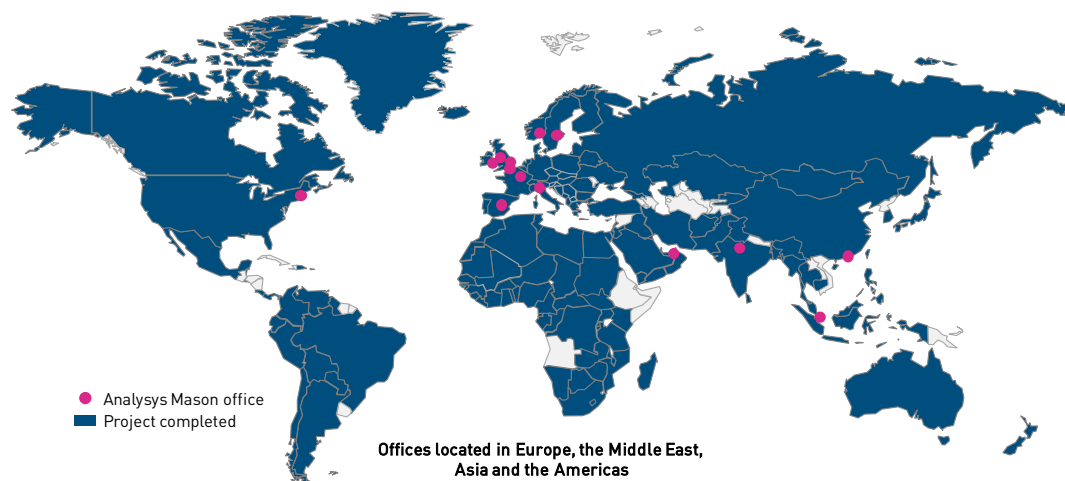 Analysys Mason office
Project completed
Offices located in Europe, the Middle East,
Asia and the Americas